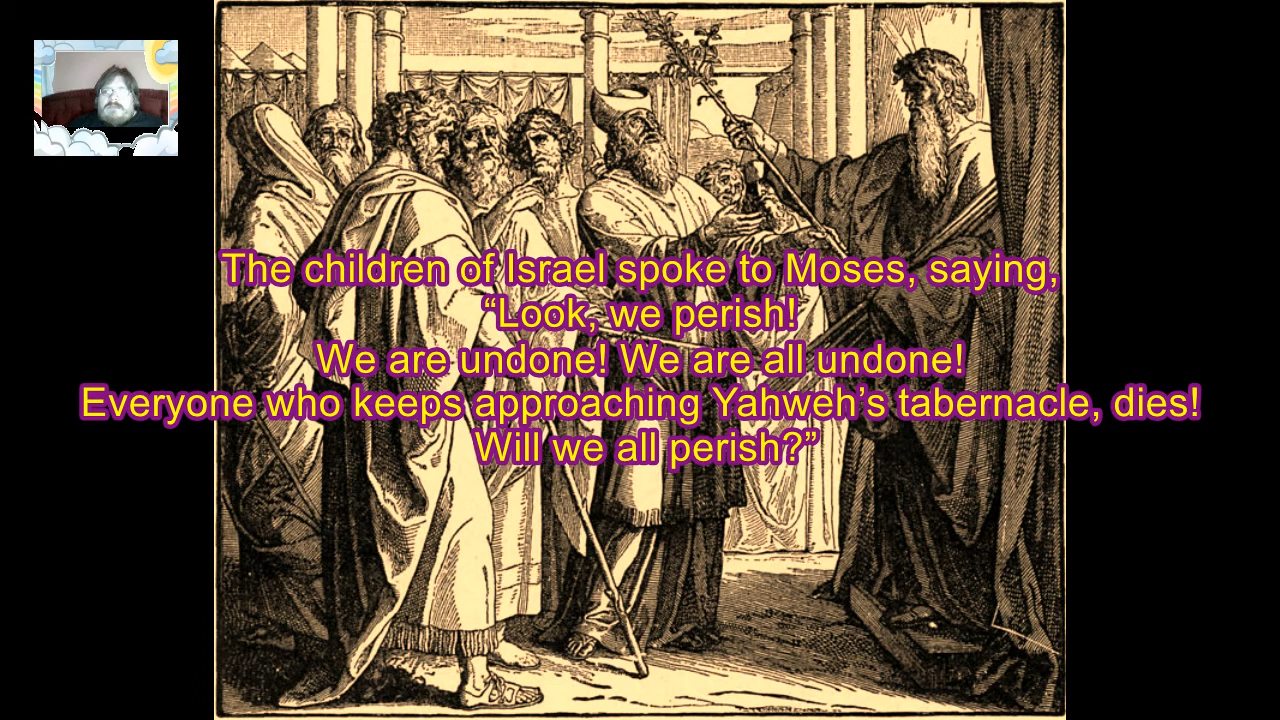 The children of Israel spoke to Moses, saying,
“Look, we perish!
We are undone! We are all undone!
Everyone who keeps approaching Yahweh’s tabernacle, dies!
Will we all perish?”